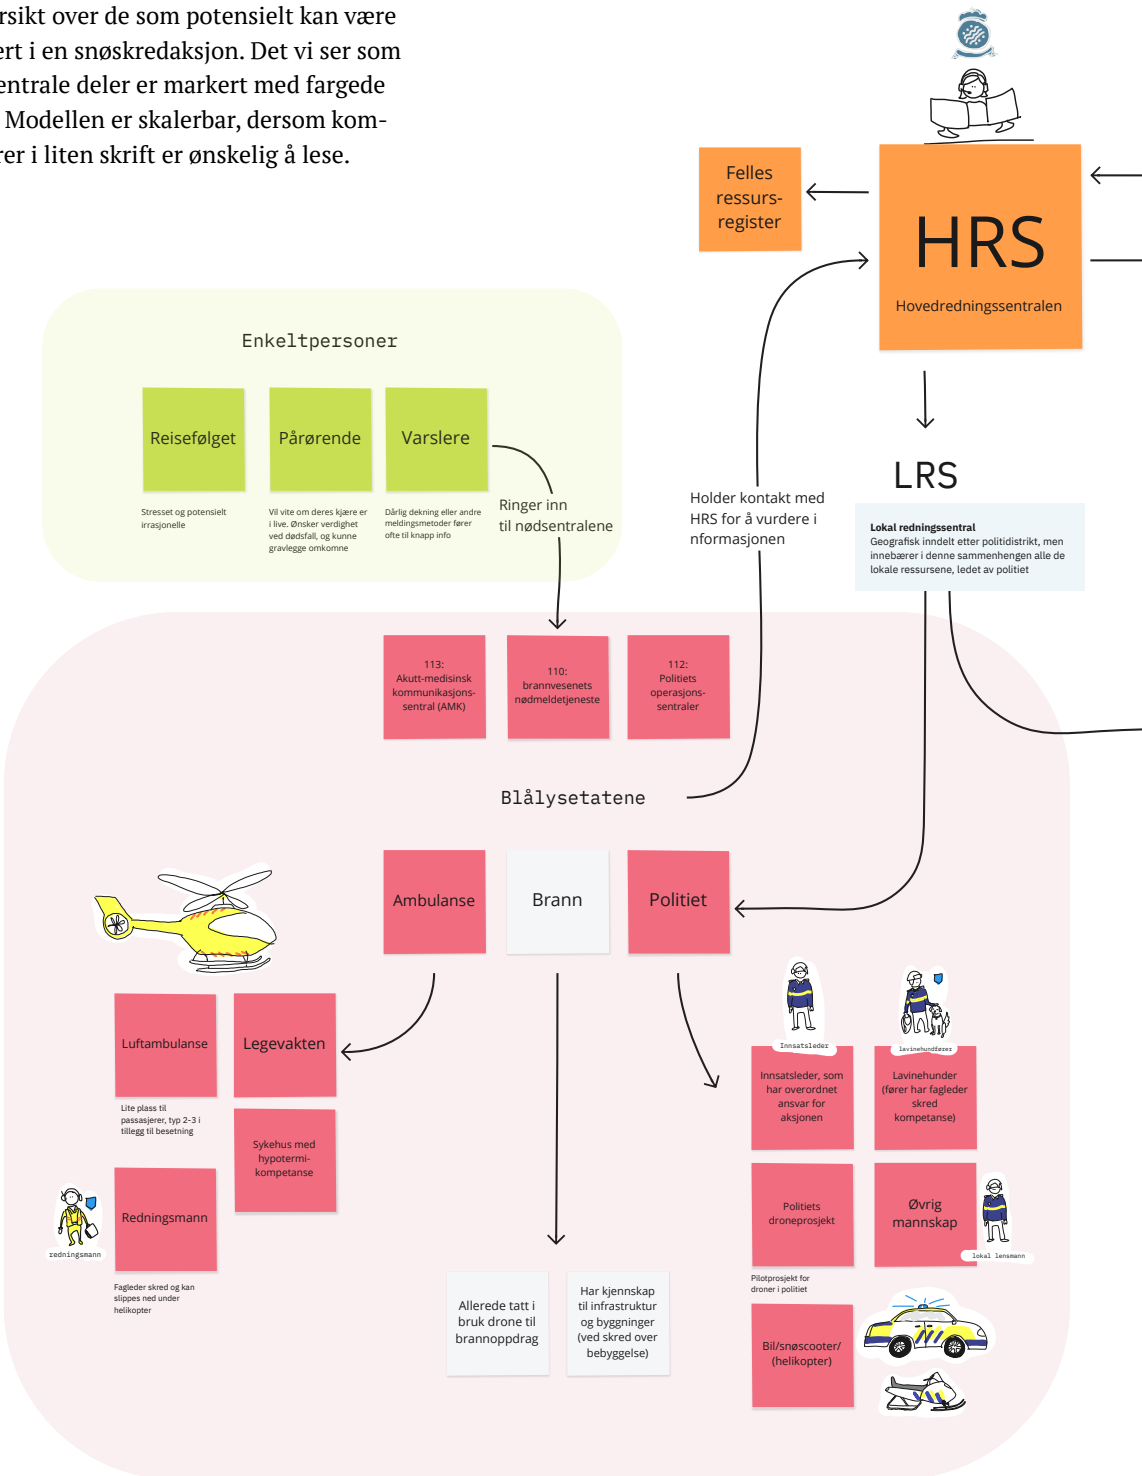 rsikt over de som potensielt kan være
ert i en snøskredaksjon. Det vi ser som
entrale deler er markert med fargede
Modellen er skalerbar, dersom kom-
rer i liten skrift er ønskelig å lese.
Felles
ressurs-
register
HRS
Hovedredningssentralen
Enkeltpersoner
Reisefølget
Pårørende
Varslere
Stresset og potensielt
irrasjonelle
Vil vite om deres kjære er
i live. Ønsker verdighet
ved dødsfall, og kunne
gravlegge omkomne
Dårlig dekning eller andre
meldingsmetoder fører
ofte til knapp info
Ringer inn
til nødsentralene
Holder kontakt med
HRS for å vurdere i
nformasjonen
LRS
Lokal redningssentral
Geografisk inndelt etter politidistrikt, men
innebærer i denne sammenhengen alle de
lokale ressursene, ledet av politiet
113:
Akutt-medisinsk
kommunikasjons-
sentral (AMK)
110:
brannvesenets
nødmeldetjeneste
112:
Politiets
operasjons-
sentraler
Blålysetatene
Ambulanse
Brann
Politiet
Luftambulanse
Legevakten
Lite plass til
passasjerer, typ 2-3 i
tillegg til besetning
Sykehus med
hypotermi-
kompetanse
Redningsmann
redningsmann
Fagleder skred og kan
slippes ned under
helikopter
Allerede tatt i
bruk drone til
brannoppdrag
Har kjennskap
til infrastruktur
og byggninger
(ved skred over
bebyggelse)
Innsatsleder
lavinehundfører
Innsatsleder, som
har overordnet
ansvar for
aksjonen
Lavinehunder
(fører har fagleder
skred
kompetanse)
Politiets
droneprosjekt
Øvrig
mannskap
lokal lensmann
Pilotprosjekt for
droner i politiet
Bil/snøscooter/
(helikopter)